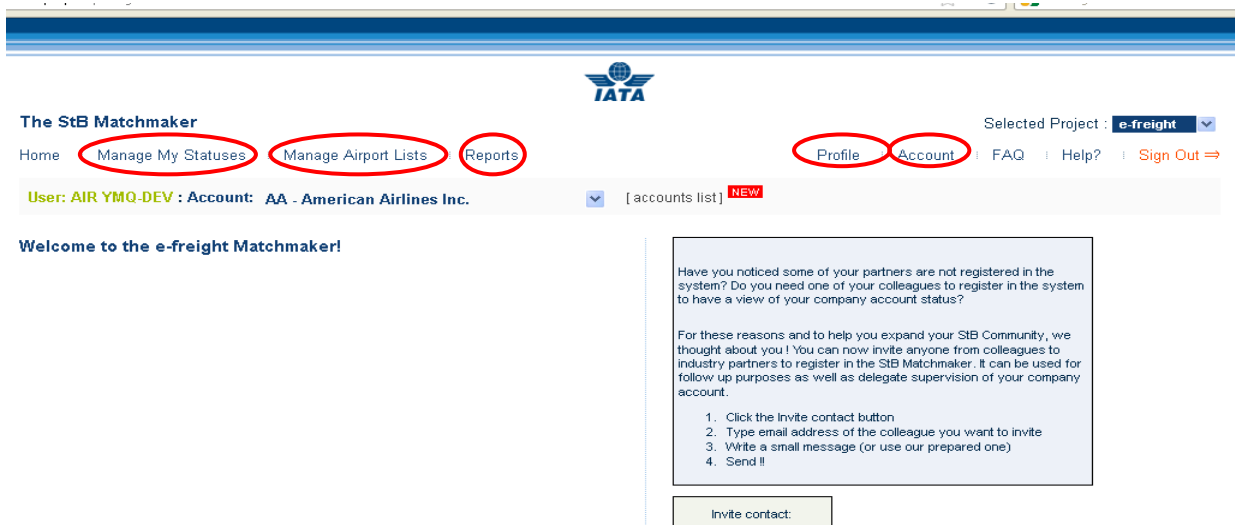 IATA
The StB Matchmaker
Selected Project : e-freight
Home Manage My Statuses Manage Airport Lists Reports Profile Account FAQ Help? Sign Out ⇒
User: AIR YMQ-DEV : Account: AA - American Airlines Inc. [ accounts list ] NEW
Welcome to the e-freight Matchmaker!
Have you noticed some of your partners are not registered in the
system? Do you need one of your colleagues to register in the system
to have a view of your company account status?
For these reasons and to help you expand your StB Community, we
thought about you ! You can now invite anyone from colleagues to
industry partners to register in the StB Matchmaker. It can be used for
follow up purposes as well as delegate supervision of your company
account.
1. Click the Invite contact button
2. Type email address of the colleague you want to invite
3. Write a small message (or use our prepared one)
4. Send !!
Invite contact: